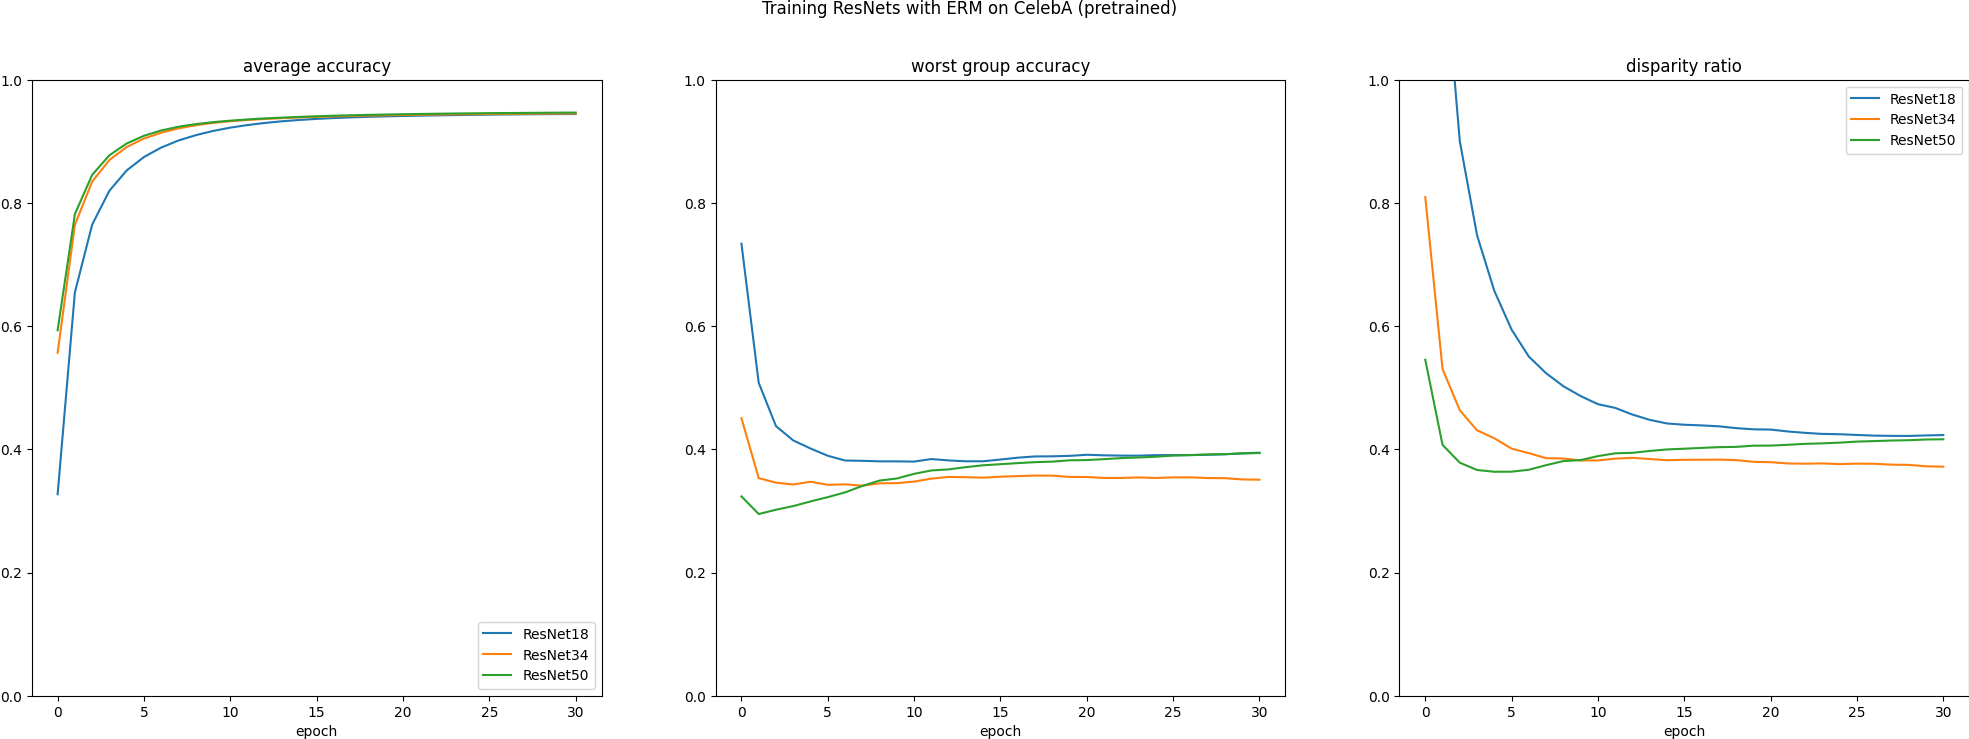 Training ResNets with ERM on CelebA (pretrained)
average accuracy
1.0
0.8
0.6
0.4
0.2
0.0
0 5 10 15 20 25 30
epoch
ResNet18
ResNet34
ResNet50
worst group accuracy
1.0
0.8
0.6
0.4
0.2
0.0
0 5 10 15 20 25 30
epoch
disparity ratio
1.0
0.8
0.6
0.4
0.2
0.0
0 5 10 15 20 25 30
epoch
ResNet18
ResNet34
ResNet50